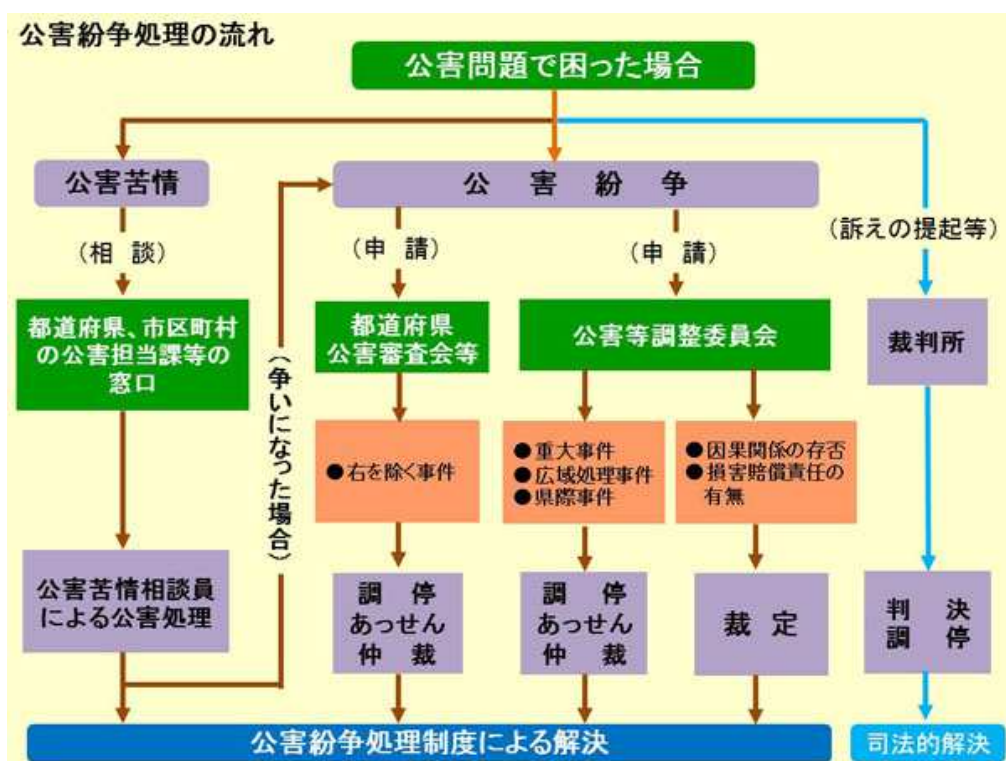 公害紛争処理の流れ
公害問題で困った場合
公害苦情
公害紛争
（相談）
（申請）
（申請）
（訴えの提起等）
都道府県、市区町村
の公害担当課等の
窓口
都道府県
公害審査会等
公害等調整委員会
裁判所
（争いになった場合）
●右を除く事件
●重大事件
●広域処理事件
●県際事件
●因果関係の存否
●損害賠償責任の
有無
公害苦情相談員
による公害処理
調停
あっせん
仲裁
調停
あっせん
仲裁
裁定
判決
調停
公害紛争処理制度による解決
司法的解決